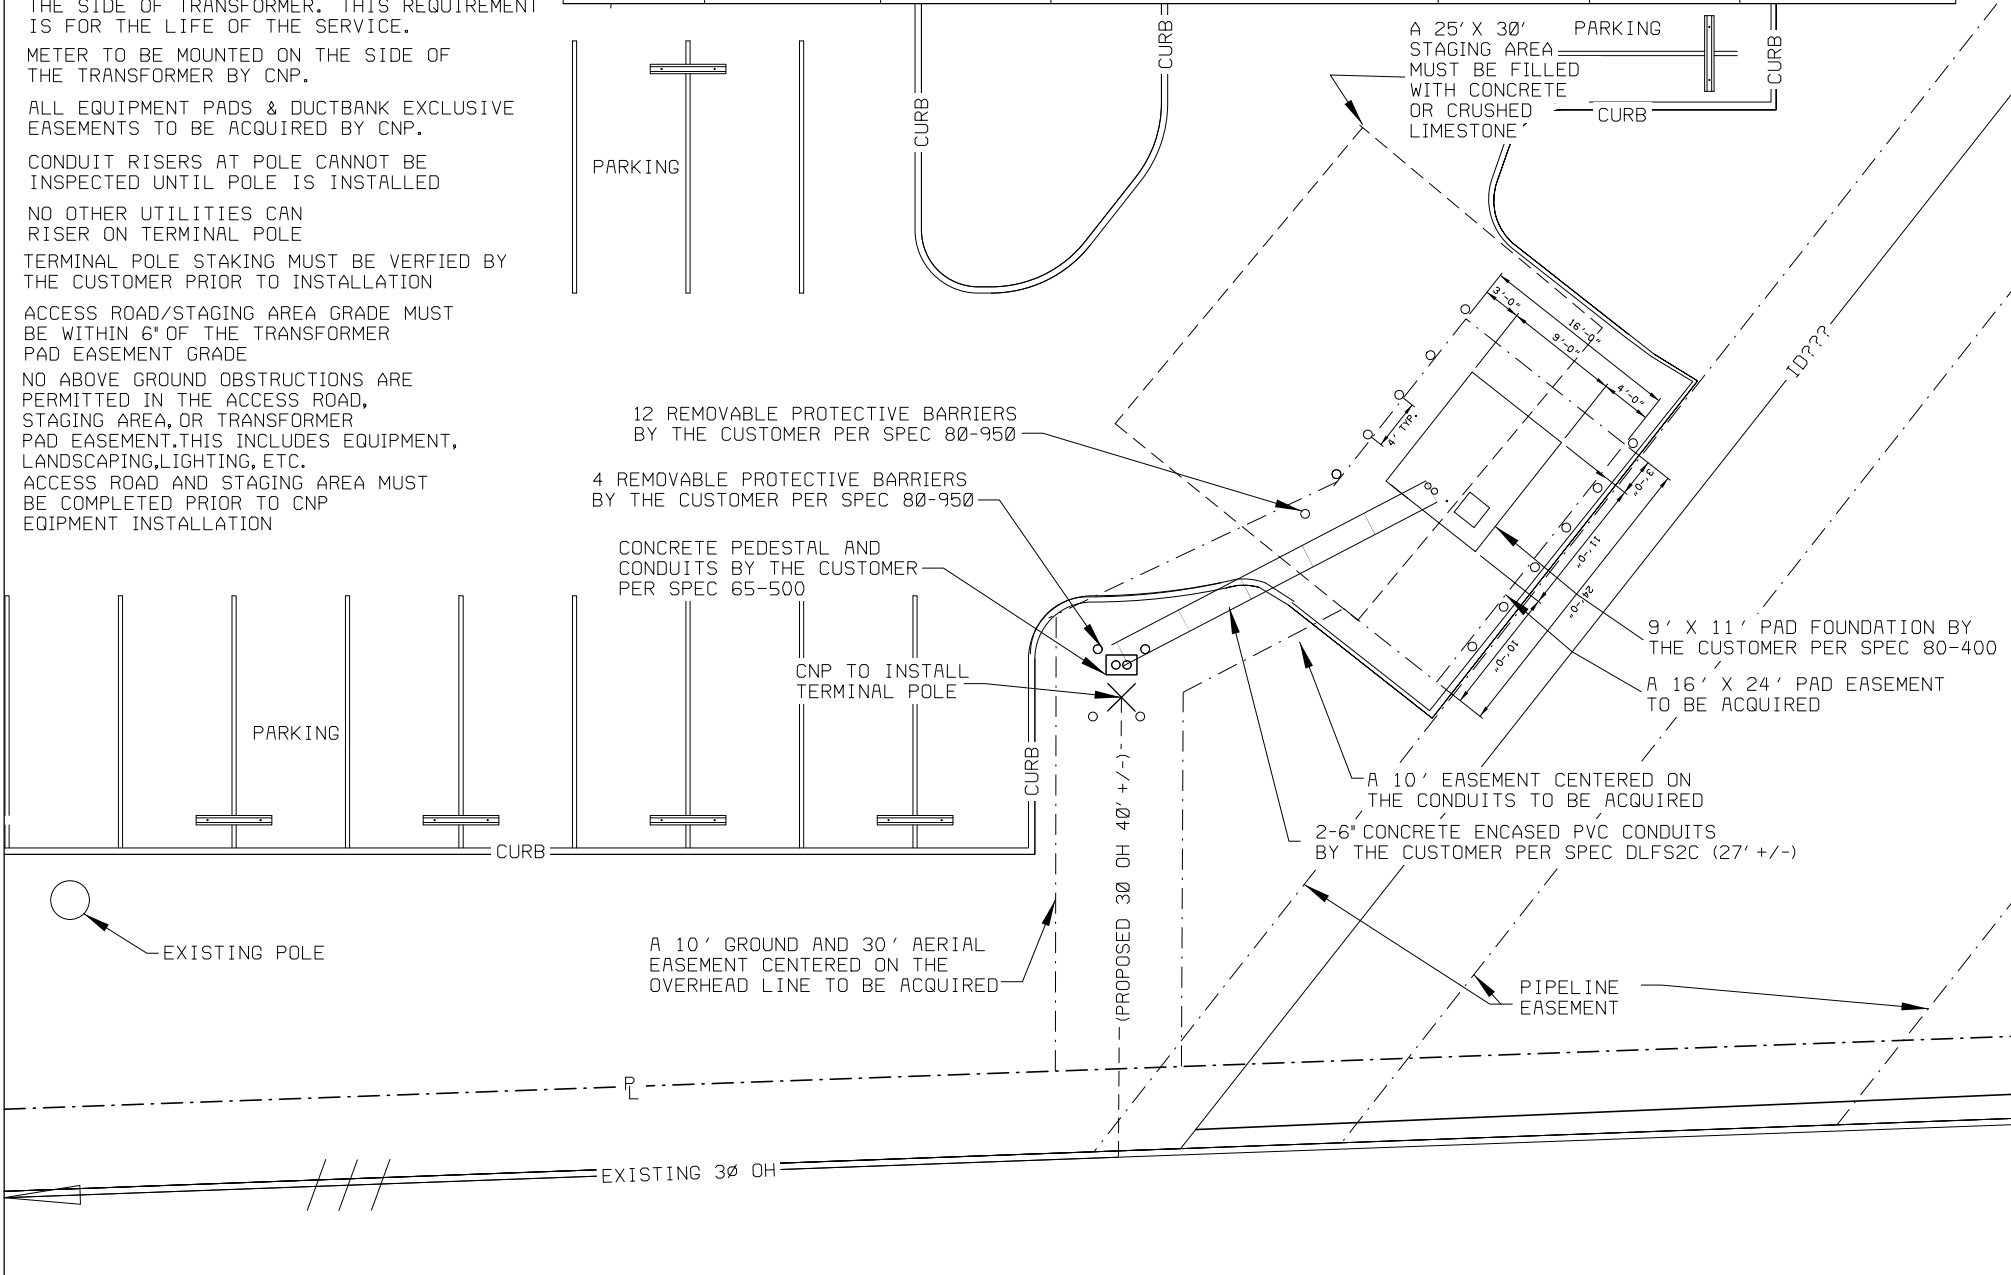 THE SIDE OF TRANSFORMER. THIS REQUIREMENT
IS FOR THE LIFE OF THE SERVICE.
METER TO BE MOUNTED ON THE SIDE OF
THE TRANSFORMER BY CNP.
ALL EQUIPMENT PADS & DUCTBANK EXCLUSIVE
EASEMENTS TO BE ACQUIRED BY CNP.
CONDUIT RISERS AT POLE CANNOT BE
INSPECTED UNTIL POLE IS INSTALLED
NO OTHER UTILITIES CAN
RISER ON TERMINAL POLE
TERMINAL POLE STAKING MUST BE VERFIED BY
THE CUSTOMER PRIOR TO INSTALLATION
ACCESS ROAD/STAGING AREA GRADE MUST
BE WITHIN 6" OF THE TRANSFORMER
PAD EASEMENT GRADE
NO ABOVE GROUND OBSTRUCTIONS ARE
PERMITTED IN THE ACCESS ROAD,
STAGING AREA, OR TRANSFORMER
PAD EASEMENT.THIS INCLUDES EQUIPMENT,
LANDSCAPING,LIGHTING, ETC.
ACCESS ROAD AND STAGING AREA MUST
BE COMPLETED PRIOR TO CNP
EQIPMENT INSTALLATION
PARKING
CURB
CURB
A 25' X 30'
STAGING AREA
MUST BE FILLED
WITH CONCRETE
OR CRUSHED
LIMESTONE
PARKING
CURB
CURB
ID???
3'-0"
16'-0"
9'-0"
4'-0"
4' TYP.
3'-0"
11'-0"
24'-0"
10'-0"
12 REMOVABLE PROTECTIVE BARRIERS
BY THE CUSTOMER PER SPEC 80-950
4 REMOVABLE PROTECTIVE BARRIERS
BY THE CUSTOMER PER SPEC 80-950
CONCRETE PEDESTAL AND
CONDUITS BY THE CUSTOMER
PER SPEC 65-500
CNP TO INSTALL
TERMINAL POLE
9' X 11' PAD FOUNDATION BY
THE CUSTOMER PER SPEC 80-400
A 16' X 24' PAD EASEMENT
TO BE ACQUIRED
A 10' EASEMENT CENTERED ON
THE CONDUITS TO BE ACQUIRED
2-6" CONCRETE ENCASED PVC CONDUITS
BY THE CUSTOMER PER SPEC DLFS2C (27' +/-)
PARKING
CURB
CURB
(PROPOSED 3Ø OH 40' +/-)
EXISTING POLE
A 10' GROUND AND 30' AERIAL
EASEMENT CENTERED ON THE
OVERHEAD LINE TO BE ACQUIRED
PIPELINE
EASEMENT
PL
EXISTING 3Ø OH